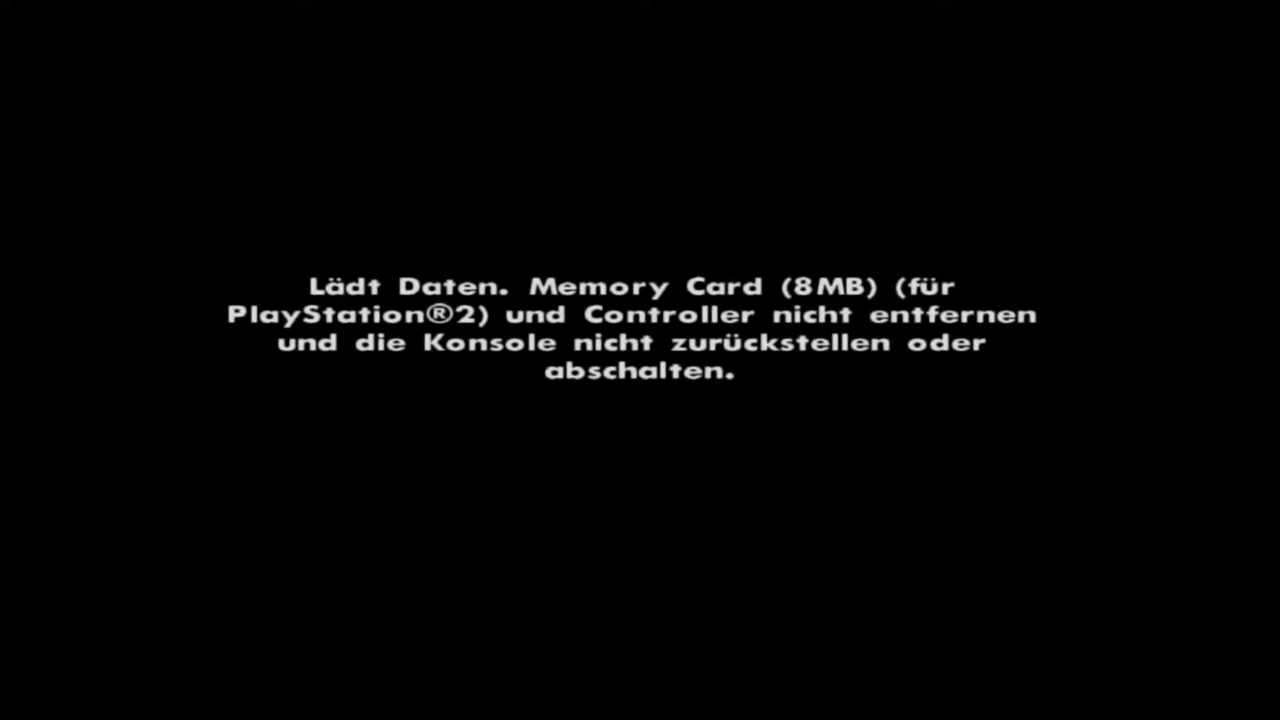 Lädt Daten. Memory Card (8MB) (für
PlayStation®2) und Controller nicht entfernen
und die Konsole nicht zurückstellen oder
abschalten.